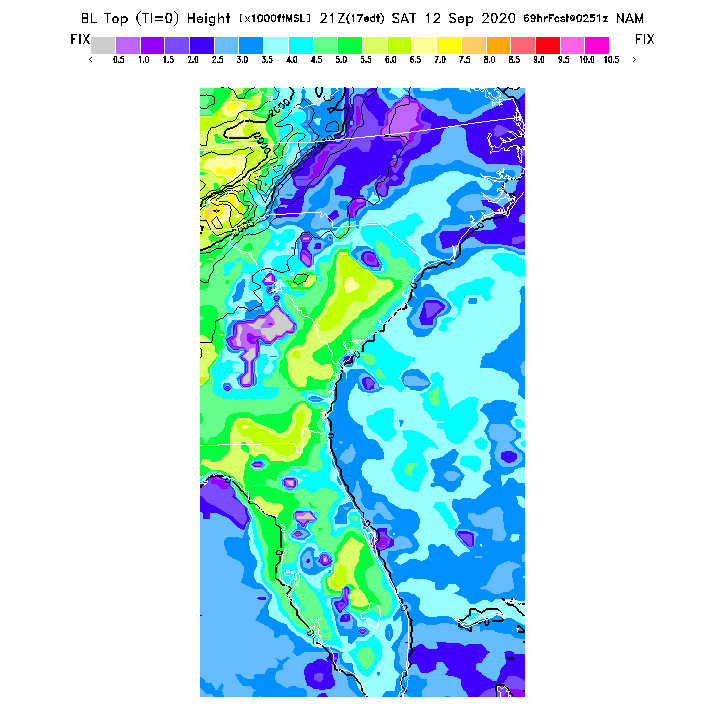 BL Top (TI=0) Height [x1000ftMSL] 21Z(17edt) SAT 12 Sep 2020 69hrFcst@0251z NAM
FIX FIX
< 0.5 1.0 1.5 2.0 2.5 3.0 3.5 4.0 4.5 5.0 5.5 6.0 6.5 7.0 7.5 8.0 8.5 9.0 9.5 10.0 10.5 >
2000
2000